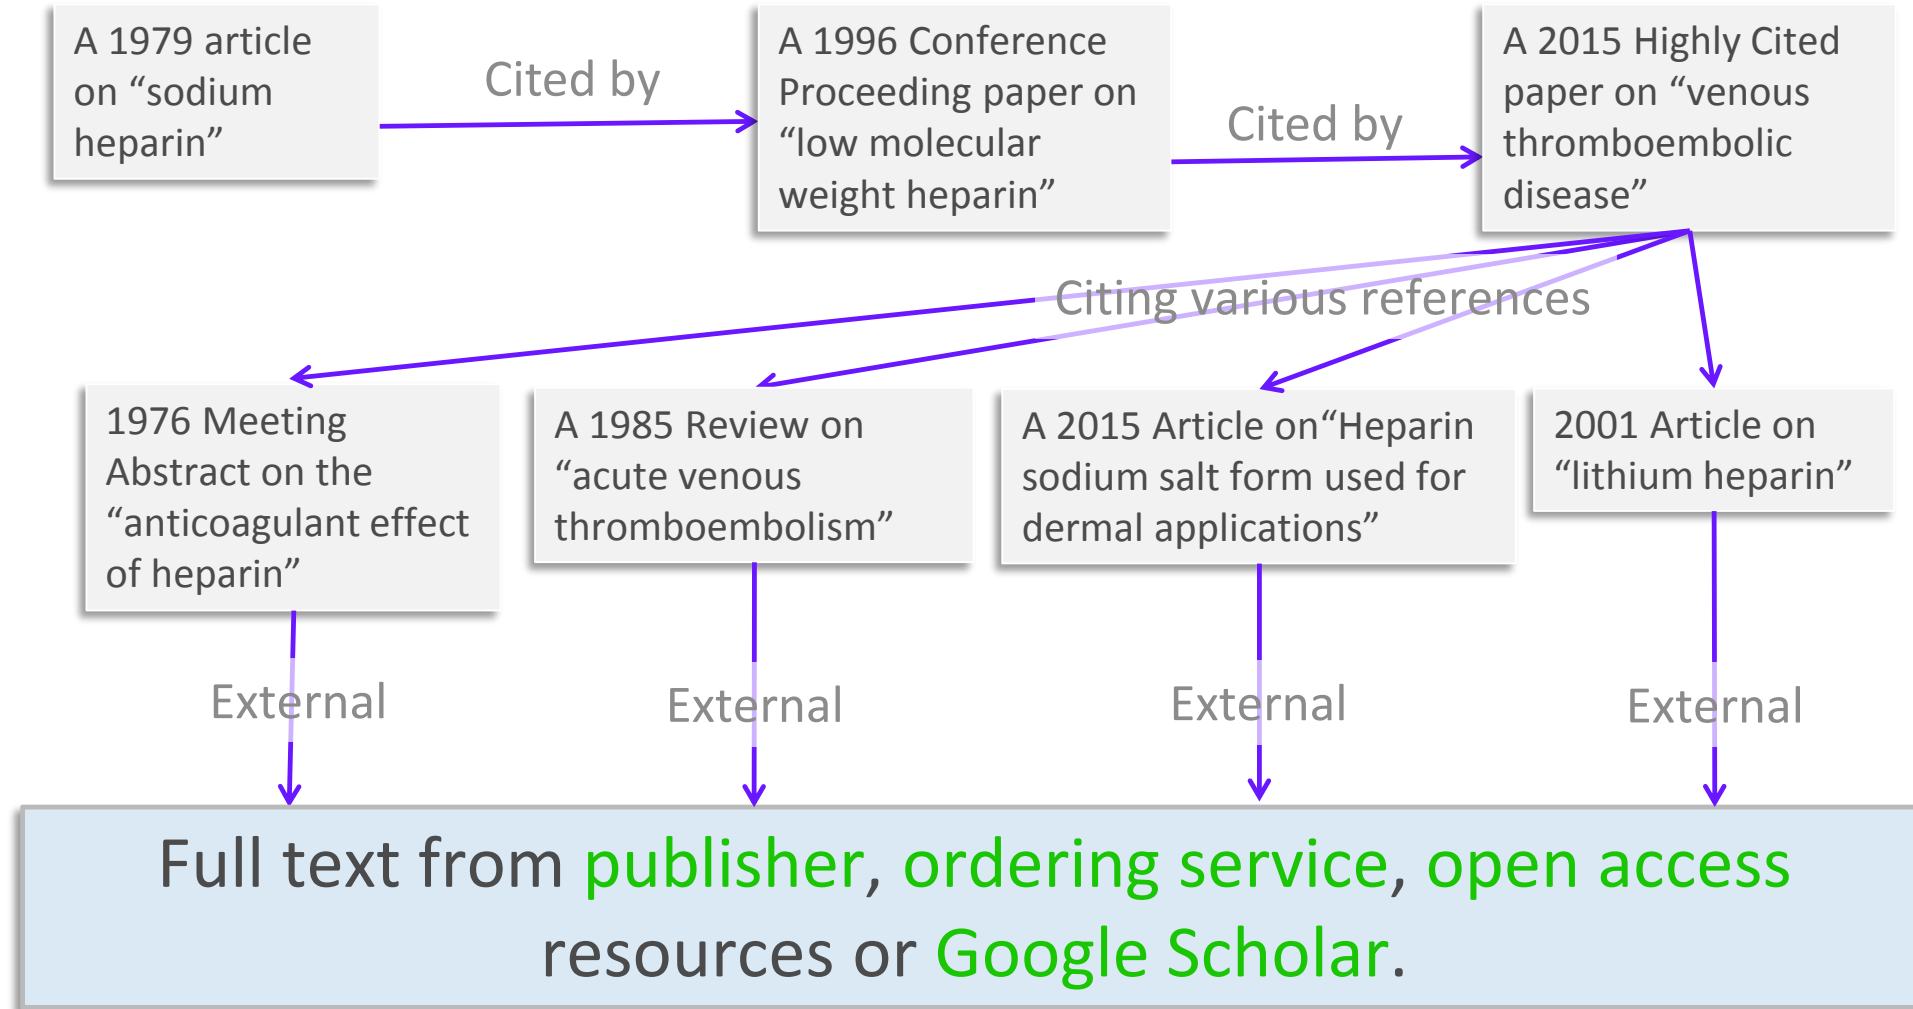 A 1979 article
on “sodium
heparin”
Cited by
A 1996 Conference
Proceeding paper on
“low molecular
weight heparin”
Cited by
A 2015 Highly Cited
paper on “venous
thromboembolic
disease”
Citing various references
1976 Meeting
Abstract on the
“anticoagulant effect
of heparin”
A 1985 Review on
“acute venous
thromboembolism”
A 2015 Article on“Heparin
sodium salt form used for
dermal applications”
2001 Article on
“lithium heparin”
External
External
External
External
Full text from publisher, ordering service, open access
resources or Google Scholar.